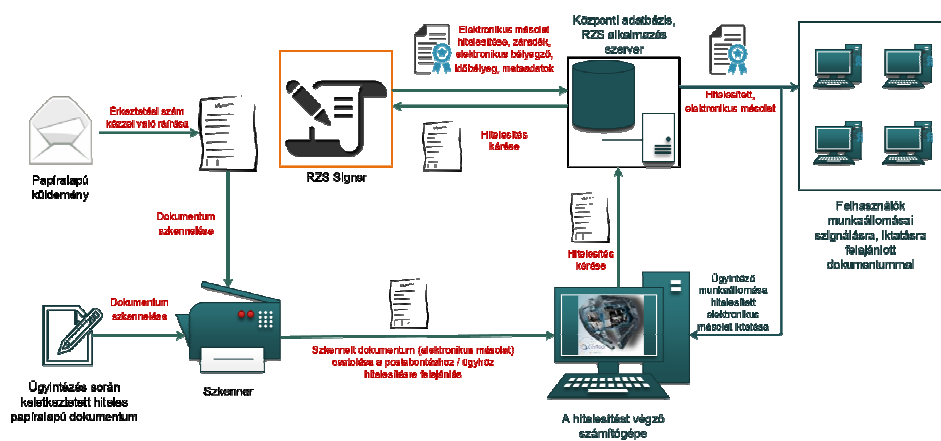 Központi adatbázis,
RZS alkalmazás
szerver
Elektronikus másolat
hitelesítése, záradék,
elektronikus bélyegző,
időbélyeg, metaadatok
Érkeztetési szám
kézzel való ráírása
Hitelesített,
elektronikus másolat
Hitelesítés
kérése
RZS Signer
Papíralapú
küldemény
Felhasználók
munkaállomásai
szignálásra, iktatásra
felajánlott
dokumentummal
Dokumentum
szkennelése
Hitelesítés
kérése
Ügyintéző
munkaállomása
hitelesített
elektronikus
másolat iktatása
Dokumentum
szkennelése
Szkennelt dokumentum (elektronikus másolat)
csatolása a postabontáshoz / ügyhöz
hitelesítésre felajánlás
Szkenner
Ügyintézés során
keletkeztetett hiteles
papíralapú dokumentum
A hitelesítést végző
számítógépe